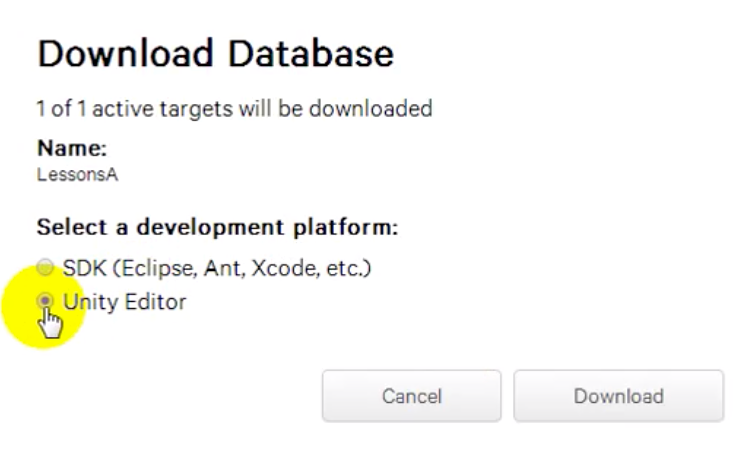 Download Database
1 of 1 active targets will be downloaded
Name:
LessonsA
Select a development platform:
SDK (Eclipse, Ant, Xcode, etc.)
Unity Editor
Cancel
Download